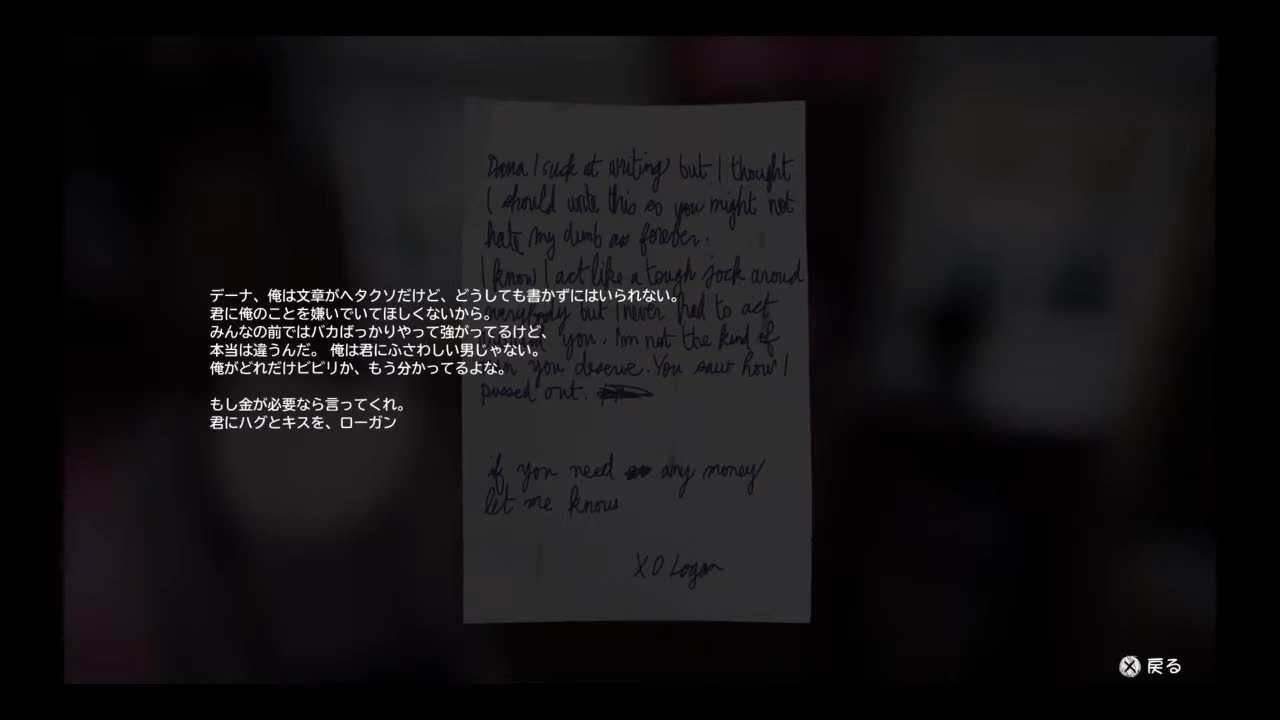 Dana I suck at writing but I thought
I should write this so you might not
hate my dumb ass forever.
I know I act like a tough jock aroud
everybody but I never had to act
you. I'm not the kind of
you deserve. You saw how I
pussed out.
if you need any money
let me know
XO Logan
デーナ、俺は文章がヘタクソだけど、どうしても書かずにはいられない。
君に俺のことを嫌いでいてほしくないから。
みんなの前ではバカばっかりやって強がってるけど、
本当は違うんだ。 俺は君にふさわしい男じゃない。
俺がどれだけビビリか、もう分かってるよな。
もし金が必要なら言ってくれ。
君にハグとキスを、ローガン
戻る